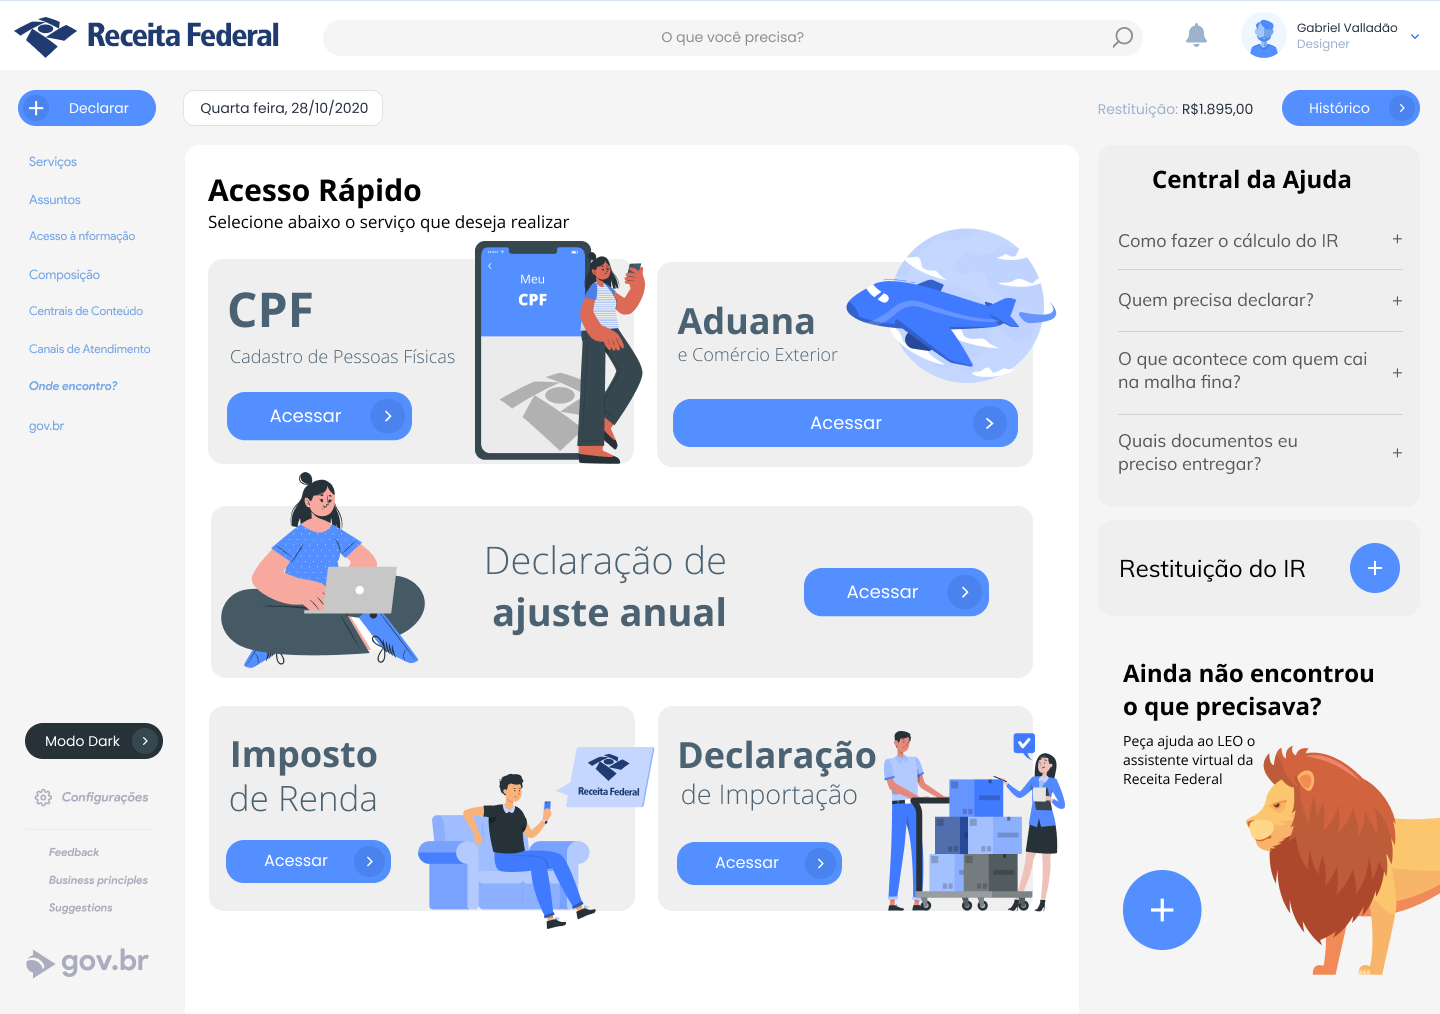 Receita Federal
O que você precisa?
Gabriel Valladão
Designer
Declarar
Quarta feira, 28/10/2020
Restituição: R$1.895,00
Histórico
Serviços
Assuntos
Acesso à nformação
Composição
Centrais de Conteúdo
Canais de Atendimento
Onde encontro?
gov.br
Modo Dark
Configurações
Feedback
Business principles
Suggestions
gov.br
Acesso Rápido
Selecione abaixo o serviço que deseja realizar
CPF
Cadastro de Pessoas Físicas
Acessar
Meu
CPF
Aduana
e Comércio Exterior
Acessar
Declaração de
ajuste anual
Acessar
Imposto
de Renda
Acessar
Receita Federal
Declaração
de Importação
Acessar
Central da Ajuda
Como fazer o cálculo do IR
Quem precisa declarar?
O que acontece com quem cai
na malha fina?
Quais documentos eu
preciso entregar?
Restituição do IR
Ainda não encontrou
o que precisava?
Peça ajuda ao LEO o
assistente virtual da
Receita Federal